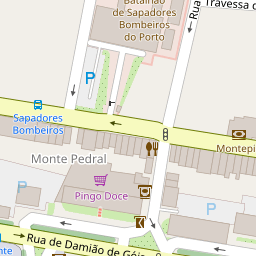 Travessa
Batalhão
de Sapadores
Bombeiros
do Porto
Rua
P
Sapadores
Bombeiros
Montepi
Monte Pedral
Pingo Doce
P
P
Rua de Damião de Góis
nte